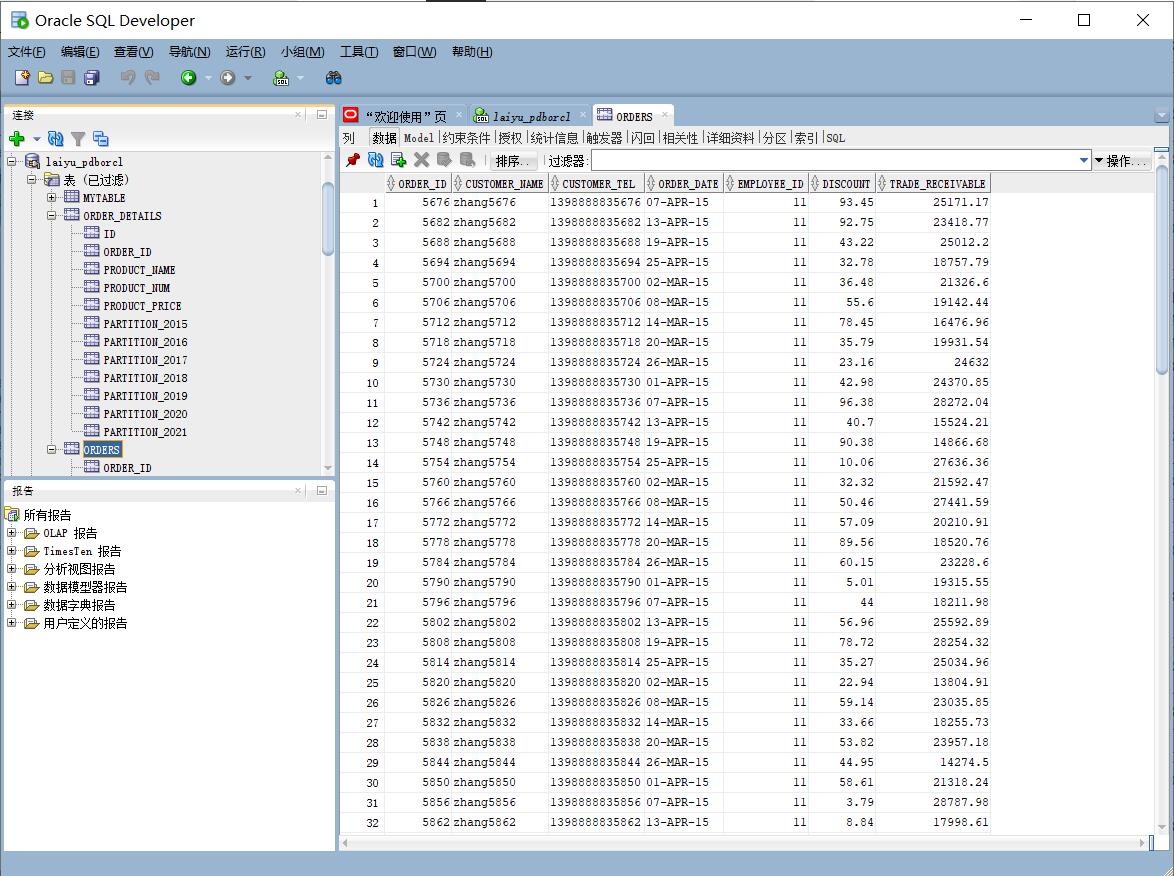 Oracle SQL Developer
文件(F) 编辑(E) 查看(V) 导航(N) 运行(R) 小组(M) 工具(T) 窗口(W) 帮助(H)
连接
laiyu_pdborcl
表 (已过滤)
MYTABLE
ORDER_DETAILS
ID
ORDER_ID
PRODUCT_NAME
PRODUCT_NUM
PRODUCT_PRICE
PARTITION_2015
PARTITION_2016
PARTITION_2017
PARTITION_2018
PARTITION_2019
PARTITION_2020
PARTITION_2021
ORDERS
ORDER_ID
报告
所有报告
OLAP 报告
TimesTen 报告
分析视图报告
数据模型器报告
数据字典报告
用户定义的报告
“欢迎使用”页 laiyu_pdborcl ORDERS
列 数据 Model 约束条件 授权 统计信息 触发器 闪回 相关性 详细资料 分区 索引 SQL
排序.. 过滤器: 操作...
ORDER_ID CUSTOMER_NAME CUSTOMER_TEL ORDER_DATE EMPLOYEE_ID DISCOUNT TRADE_RECEIVABLE
1 5676 zhang5676 1398888835676 07-APR-15 11 93.45 25171.17
2 5682 zhang5682 1398888835682 13-APR-15 11 92.75 23418.77
3 5688 zhang5688 1398888835688 19-APR-15 11 43.22 25012.2
4 5694 zhang5694 1398888835694 25-APR-15 11 32.78 18757.79
5 5700 zhang5700 1398888835700 02-MAR-15 11 36.48 21326.6
6 5706 zhang5706 1398888835706 08-MAR-15 11 55.6 19142.44
7 5712 zhang5712 1398888835712 14-MAR-15 11 78.45 16476.96
8 5718 zhang5718 1398888835718 20-MAR-15 11 35.79 19931.54
9 5724 zhang5724 1398888835724 26-MAR-15 11 23.16 24632
10 5730 zhang5730 1398888835730 01-APR-15 11 42.98 24370.85
11 5736 zhang5736 1398888835736 07-APR-15 11 96.38 28272.04
12 5742 zhang5742 1398888835742 13-APR-15 11 40.7 15524.21
13 5748 zhang5748 1398888835748 19-APR-15 11 90.38 14866.68
14 5754 zhang5754 1398888835754 25-APR-15 11 10.06 27636.36
15 5760 zhang5760 1398888835760 02-MAR-15 11 32.32 21592.47
16 5766 zhang5766 1398888835766 08-MAR-15 11 50.46 27441.59
17 5772 zhang5772 1398888835772 14-MAR-15 11 57.09 20210.91
18 5778 zhang5778 1398888835778 20-MAR-15 11 89.56 18520.76
19 5784 zhang5784 1398888835784 26-MAR-15 11 60.15 23228.6
20 5790 zhang5790 1398888835790 01-APR-15 11 5.01 19315.55
21 5796 zhang5796 1398888835796 07-APR-15 11 44 18211.98
22 5802 zhang5802 1398888835802 13-APR-15 11 56.96 25592.89
23 5808 zhang5808 1398888835808 19-APR-15 11 78.72 28254.32
24 5814 zhang5814 1398888835814 25-APR-15 11 35.27 25034.96
25 5820 zhang5820 1398888835820 02-MAR-15 11 22.94 13804.91
26 5826 zhang5826 1398888835826 08-MAR-15 11 59.14 23035.85
27 5832 zhang5832 1398888835832 14-MAR-15 11 33.66 18255.73
28 5838 zhang5838 1398888835838 20-MAR-15 11 53.82 23957.18
29 5844 zhang5844 1398888835844 26-MAR-15 11 44.95 14274.5
30 5850 zhang5850 1398888835850 01-APR-15 11 58.61 21318.24
31 5856 zhang5856 1398888835856 07-APR-15 11 3.79 28787.98
32 5862 zhang5862 1398888835862 13-APR-15 11 8.84 17998.61